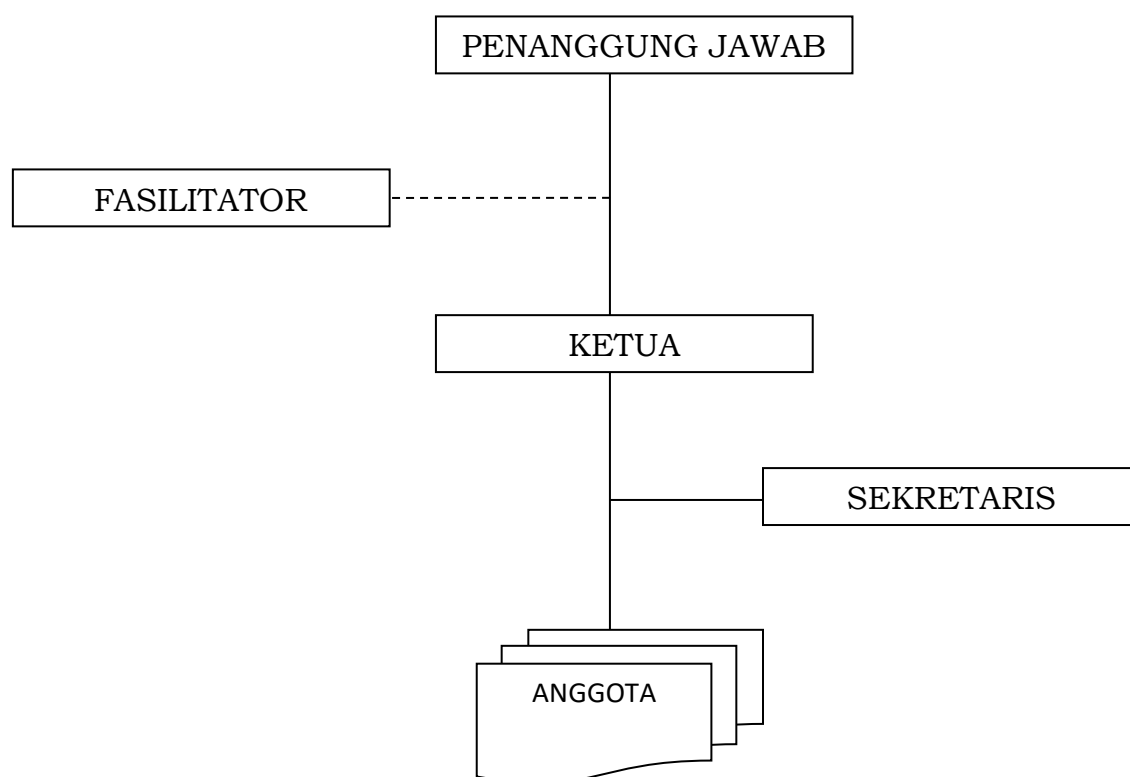 PENANGGUNG JAWAB
FASILITATOR
KETUA
SEKRETARIS
ANGGOTA